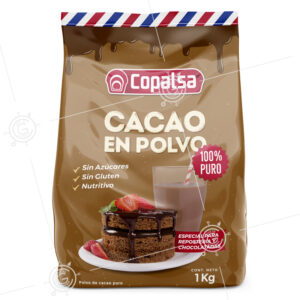 Copalsa
CACAO
EN POLVO
100%
PURO
Sin Azúcares
Sin Gluten
Nutritivo
ESPECIAL PARA
REPOSTERÍA Y
CHOCOLATADAS
CONT. NETO
1Kg
Polvo de cacao puro